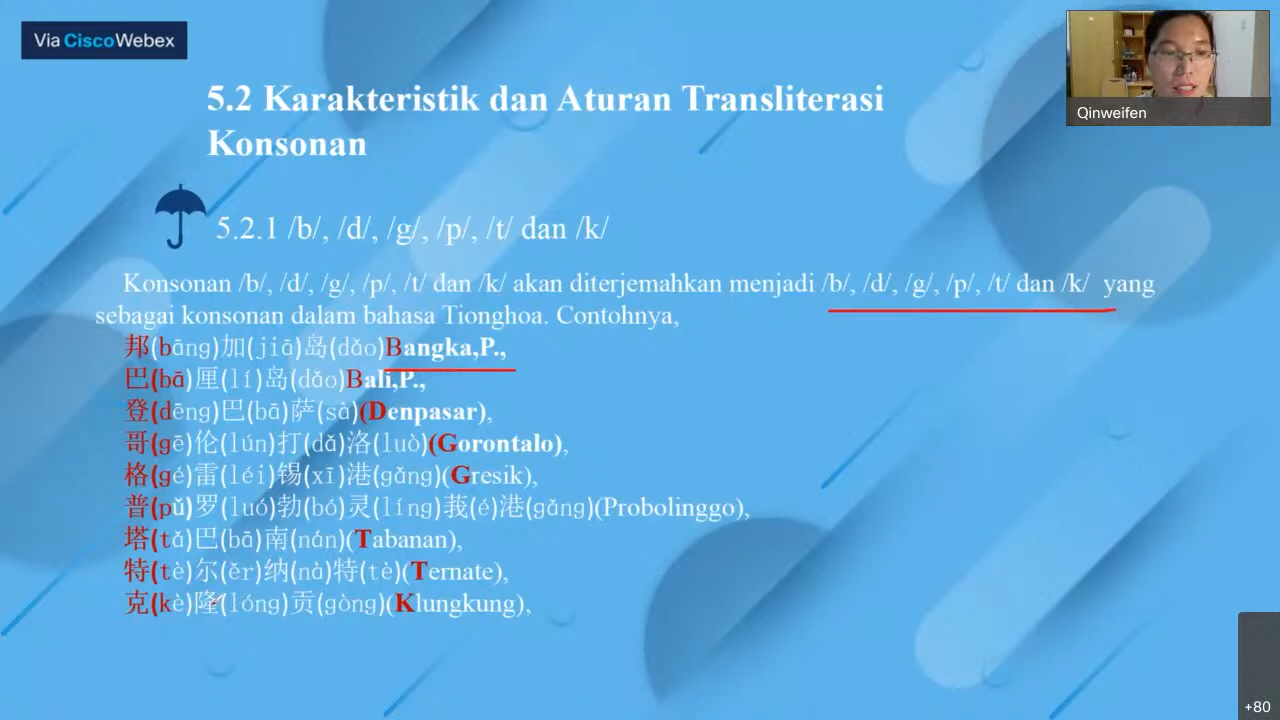 Via CiscoWebex
Qinweifen
5.2 Karakteristik dan Aturan Transliterasi
Konsonan
5.2.1 /b/, /d/, /g/, /p/, /t/ dan /k/
Konsonan /b/, /d/, /g/, /p/, /t/ dan /k/ akan diterjemahkan menjadi /b/, /d/, /g/, /p/, /t/ dan /k/ yang
sebagai konsonan dalam bahasa Tionghoa. Contohnya,
邦(bāng)加(jiā)岛(dǎo)Bangka,P.,
巴(bā)厘(lí)岛(dǎo)Bali,P.,
登(dēng)巴(bā)萨(sà)(Denpasar),
哥(gē)伦(lún)打(dǎ)洛(luò)(Gorontalo),
格(gé)雷(léi)锡(xī)港(gǎng)(Gresik),
普(pǔ)罗(luó)勃(bó)灵(líng)莪(é)港(gǎng)(Probolinggo),
塔(tǎ)巴(bā)南(nán)(Tabanan),
特(tè)尔(ěr)纳(nà)特(tè)(Ternate),
克(kè)隆(lóng)贡(gòng)(Klungkung),
+80